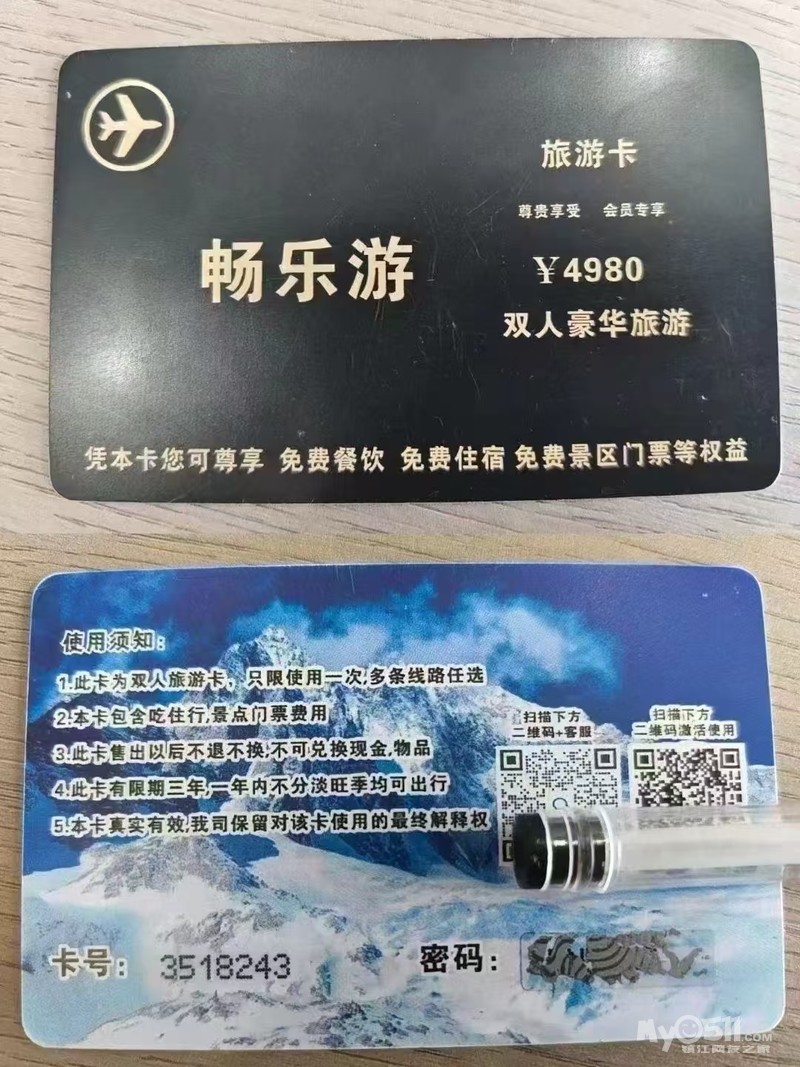 旅游卡
尊贵享受 会员专享
畅乐游
￥4980
双人豪华旅游
凭本卡您可尊享 免费餐饮 免费住宿 免费景区门票等权益
使用须知：
1.此卡为双人旅游卡，只限使用一次,多条线路任选
2.本卡包含吃住行,景点门票费用
3.此卡售出以后不退不换,不可兑换现金,物品
4.此卡有限期三年,一年内不分淡旺季均可出行
5.本卡真实有效,我司保留对该卡使用的最终解释权
扫描下方
二维码+客服
扫描下方
二维码激活使用
卡号：3518243
密码：
My0511.COM
镇江网友之家